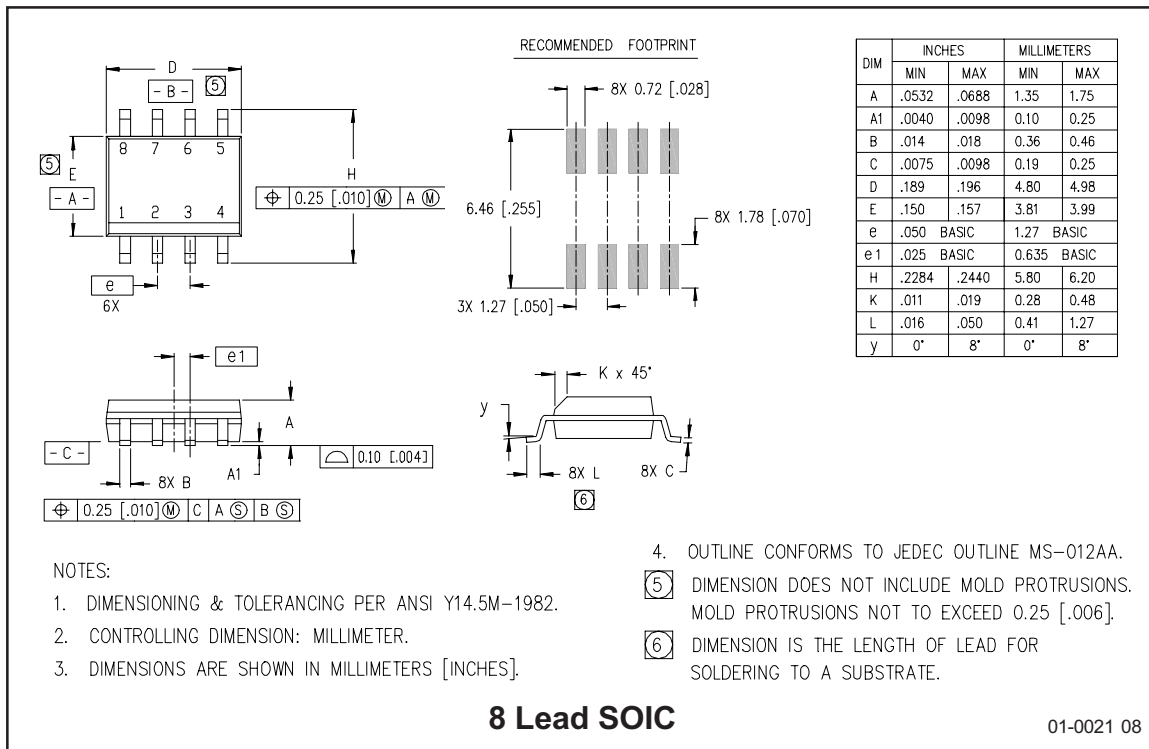 RECOMMENDED FOOTPRINT
D
- B -
⑤
8 7 6 5
⑤
E
- A -
H
⌖ 0.25 [.010] Ⓜ A Ⓜ
1 2 3 4
e
6X
8X 0.72 [.028]
6.46 [.255]
8X 1.78 [.070]
3X 1.27 [.050]
DIM INCHES MILLIMETERS
MIN MAX MIN MAX
A .0532 .0688 1.35 1.75
A1 .0040 .0098 0.10 0.25
B .014 .018 0.36 0.46
C .0075 .0098 0.19 0.25
D .189 .196 4.80 4.98
E .150 .157 3.81 3.99
e .050 BASIC 1.27 BASIC
e1 .025 BASIC 0.635 BASIC
H .2284 .2440 5.80 6.20
K .011 .019 0.28 0.48
L .016 .050 0.41 1.27
y 0° 8° 0° 8°
e1
A
- C -
A1
8X B
⌓ 0.10 [.004]
⌖ 0.25 [.010] Ⓜ C A Ⓢ B Ⓢ
K x 45°
y
8X L
⑥
8X C
NOTES:
1. DIMENSIONING & TOLERANCING PER ANSI Y14.5M-1982.
2. CONTROLLING DIMENSION: MILLIMETER.
3. DIMENSIONS ARE SHOWN IN MILLIMETERS [INCHES].
4. OUTLINE CONFORMS TO JEDEC OUTLINE MS-012AA.
⑤ DIMENSION DOES NOT INCLUDE MOLD PROTRUSIONS.
MOLD PROTRUSIONS NOT TO EXCEED 0.25 [.006].
⑥ DIMENSION IS THE LENGTH OF LEAD FOR
SOLDERING TO A SUBSTRATE.
8 Lead SOIC
01-0021 08